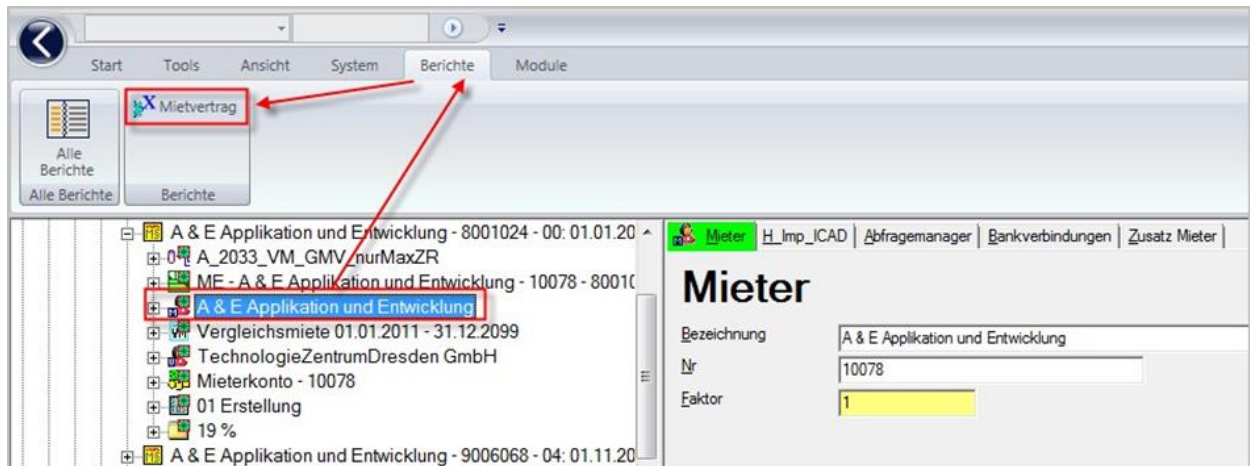 Start Tools Ansicht System Berichte Module
Mietvertrag
Alle
Berichte
Alle Berichte
Berichte
A & E Applikation und Entwicklung - 8001024 - 00: 01.01.20
A_2033_VM_GMV_nurMaxZR
ME - A & E Applikation und Entwicklung - 10078 - 8001(
A & E Applikation und Entwicklung
Vergleichsmiete 01.01.2011 - 31.12.2099
TechnologieZentrumDresden GmbH
Mieterkonto - 10078
01 Erstellung
19 %
A & E Applikation und Entwicklung - 9006068 - 04: 01.11.20
Mieter H_Imp_ICAD Abfragemanager Bankverbindungen Zusatz Mieter
Mieter
Bezeichnung A & E Applikation und Entwicklung
Nr 10078
Faktor 1